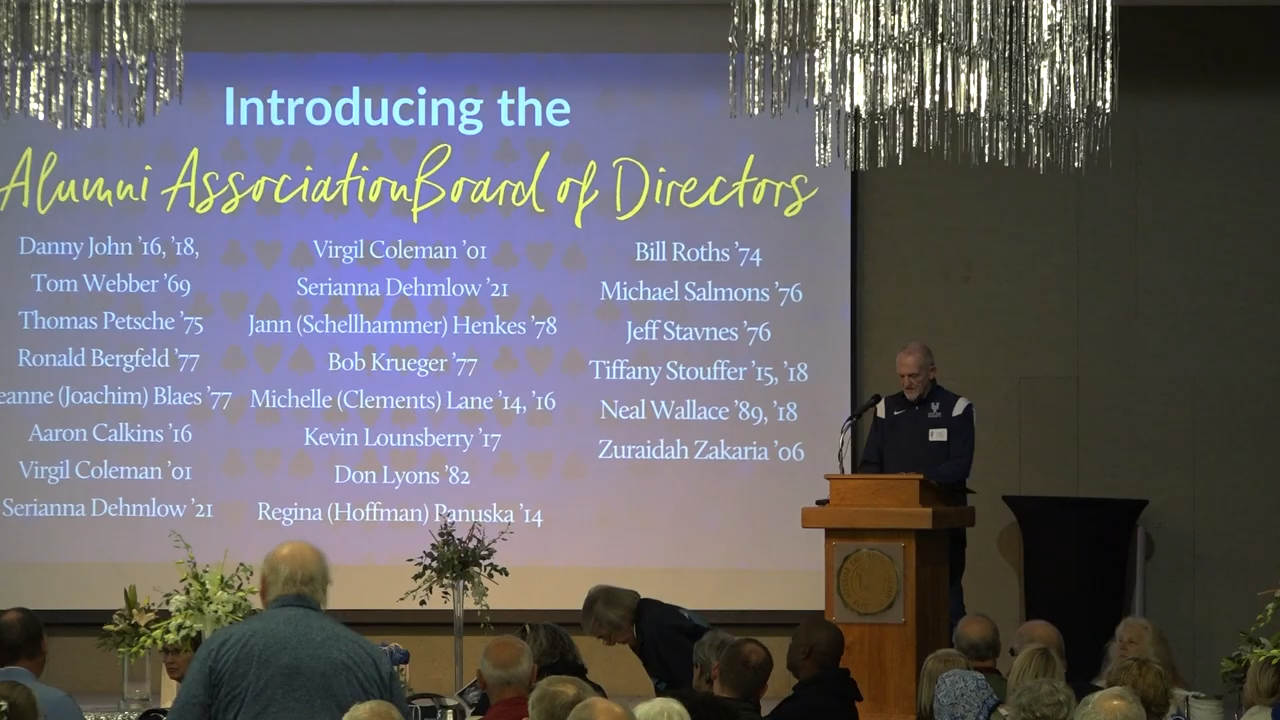 Introducing the
Alumni Association Board of Directors
Danny John ’16, ’18,
Tom Webber ’69
Thomas Petsche ’75
Ronald Bergfeld ’77
eanne (Joachim) Blaes ’77
Aaron Calkins ’16
Virgil Coleman ’01
Serianna Dehmlow ’21
Virgil Coleman ’01
Serianna Dehmlow ’21
Jann (Schellhammer) Henkes ’78
Bob Krueger ’77
Michelle (Clements) Lane ’14, ’16
Kevin Lounsberry ’17
Don Lyons ’82
Regina (Hoffman) Panuska ’14
Bill Roths ’74
Michael Salmons ’76
Jeff Stavnes ’76
Tiffany Stouffer ’15, ’18
Neal Wallace ’89, ’18
Zuraidah Zakaria ’06